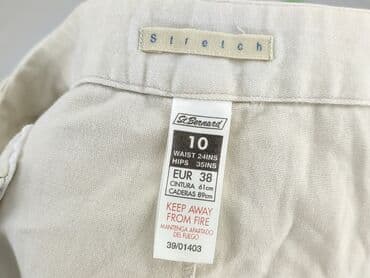 Stretch
St.Bernard
10
WAIST 24INS
HIPS 35INS
EUR 38
CINTURA 61cm
CADERAS 89cm
KEEP AWAY
FROM FIRE
MANTENGA APARTADO
DEL FUEGO
39/01403